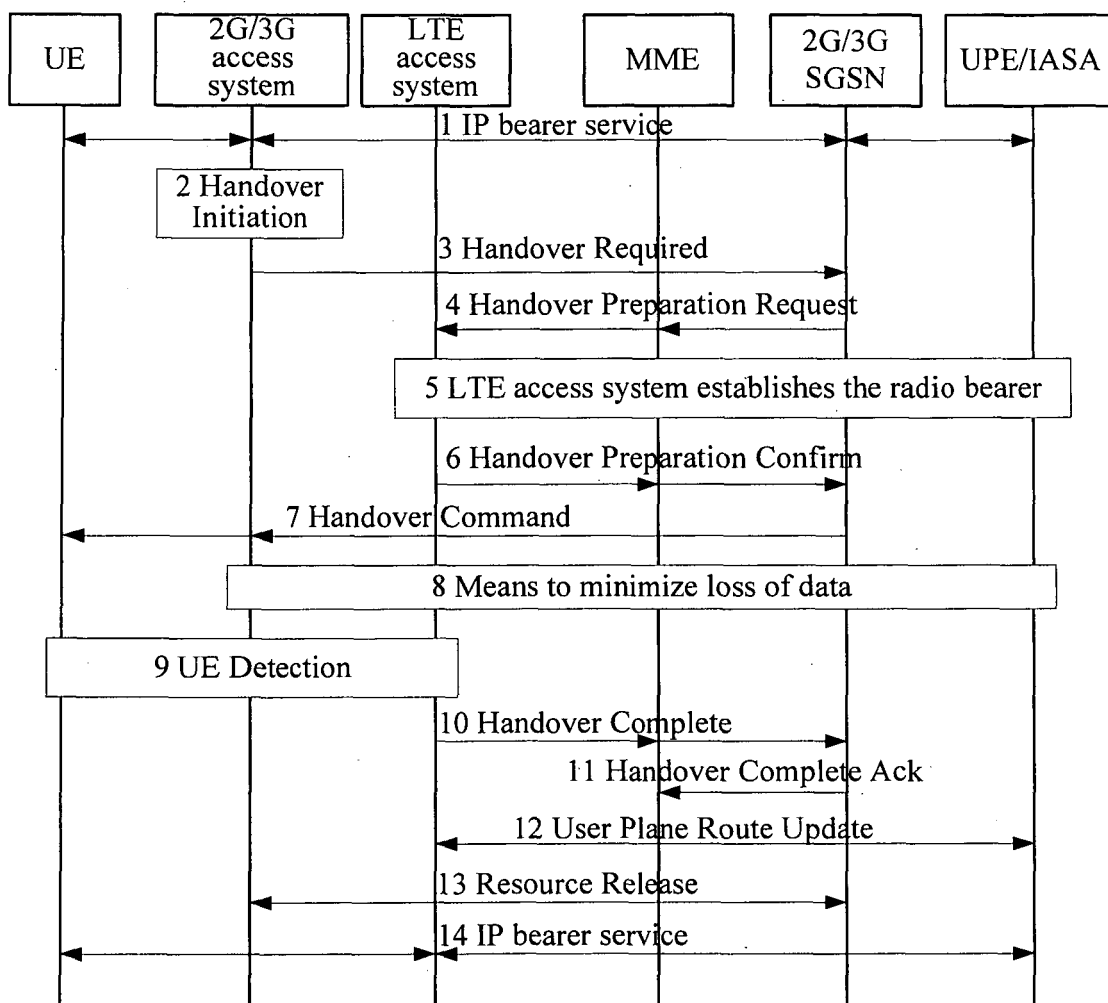 UE
2G/3G
access
system
LTE
access
system
MME
2G/3G
SGSN
UPE/IASA
1 IP bearer service
2 Handover
Initiation
3 Handover Required
4 Handover Preparation Request
5 LTE access system establishes the radio bearer
6 Handover Preparation Confirm
7 Handover Command
8 Means to minimize loss of data
9 UE Detection
10 Handover Complete
11 Handover Complete Ack
12 User Plane Route Update
13 Resource Release
14 IP bearer service